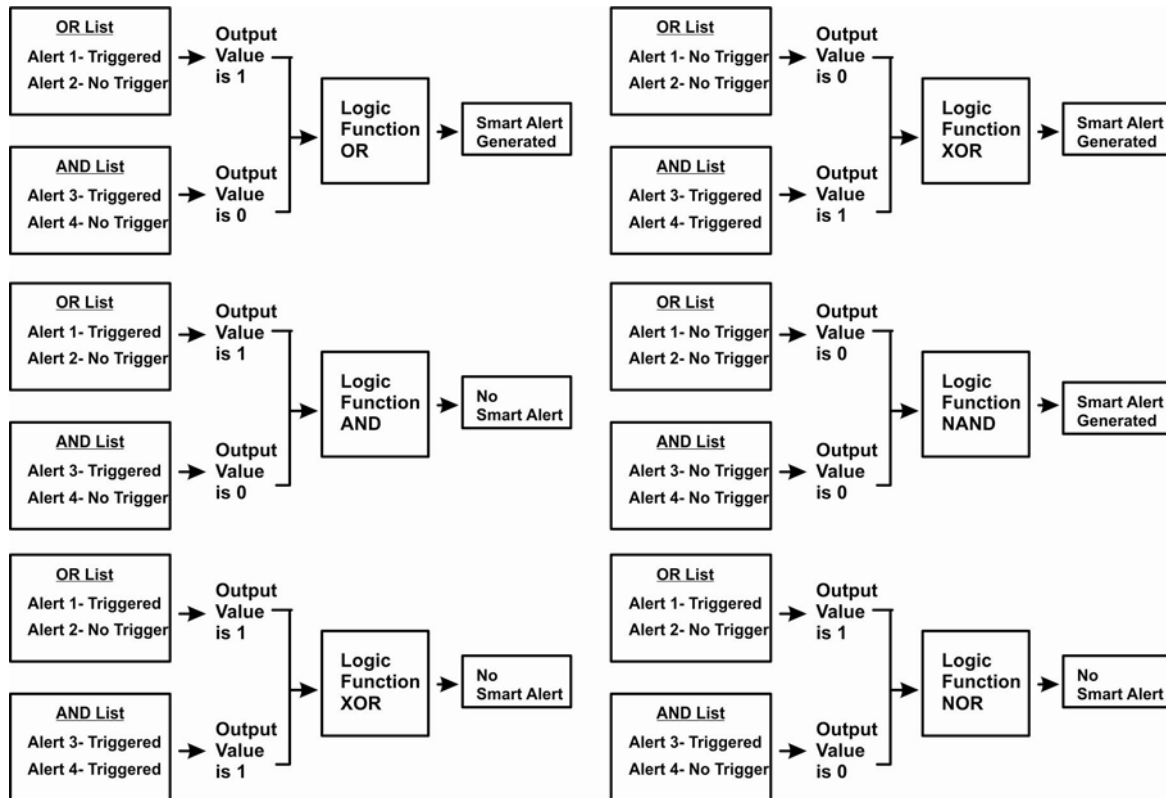 OR List
Alert 1- Triggered
Alert 2- No Trigger
Output
Value
is 1
AND List
Alert 3- Triggered
Alert 4- No Trigger
Output
Value
is 0
Logic
Function
OR
Smart Alert
Generated
OR List
Alert 1- No Trigger
Alert 2- No Trigger
Output
Value
is 0
AND List
Alert 3- Triggered
Alert 4- Triggered
Output
Value
is 1
Logic
Function
XOR
Smart Alert
Generated
OR List
Alert 1- Triggered
Alert 2- No Trigger
Output
Value
is 1
AND List
Alert 3- Triggered
Alert 4- No Trigger
Output
Value
is 0
Logic
Function
AND
No
Smart Alert
OR List
Alert 1- No Trigger
Alert 2- No Trigger
Output
Value
is 0
AND List
Alert 3- No Trigger
Alert 4- No Trigger
Output
Value
is 0
Logic
Function
NAND
Smart Alert
Generated
OR List
Alert 1- Triggered
Alert 2- No Trigger
Output
Value
is 1
AND List
Alert 3- Triggered
Alert 4- Triggered
Output
Value
is 1
Logic
Function
XOR
No
Smart Alert
OR List
Alert 1- Triggered
Alert 2- No Trigger
Output
Value
is 1
AND List
Alert 3- Triggered
Alert 4- No Trigger
Output
Value
is 0
Logic
Function
NOR
No
Smart Alert